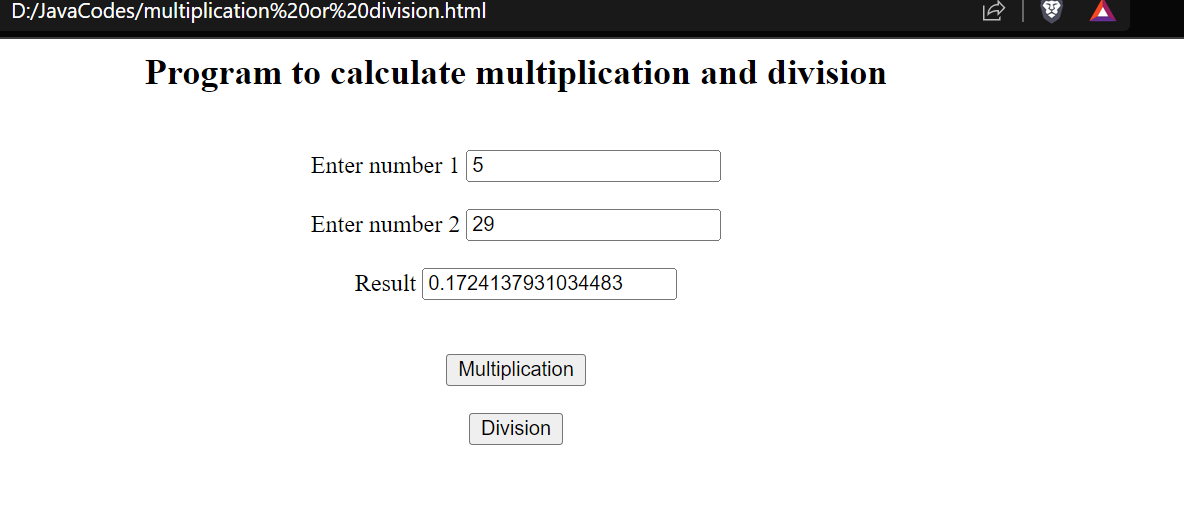 D:/JavaCodes/multiplication%20or%20division.html
Program to calculate multiplication and division
Enter number 1 5
Enter number 2 29
Result 0.1724137931034483
Multiplication
Division